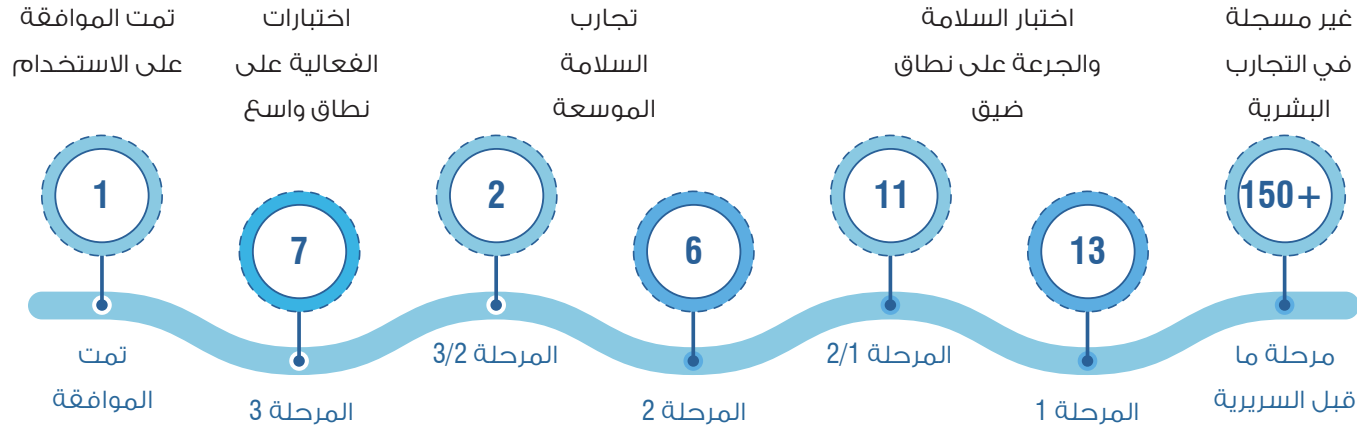 غير مسجلة
في التجارب
البشرية
اختبار السلامة
والجرعة على نطاق
ضيق
تجارب
السلامة
الموسعة
اختبارات
الفعالية على
نطاق واسع
تمت الموافقة
على الاستخدام
150+
13
11
6
2
7
1
مرحلة ما
قبل السريرية
المرحلة 1
المرحلة 2/1
المرحلة 2
المرحلة 3/2
المرحلة 3
تمت
الموافقة